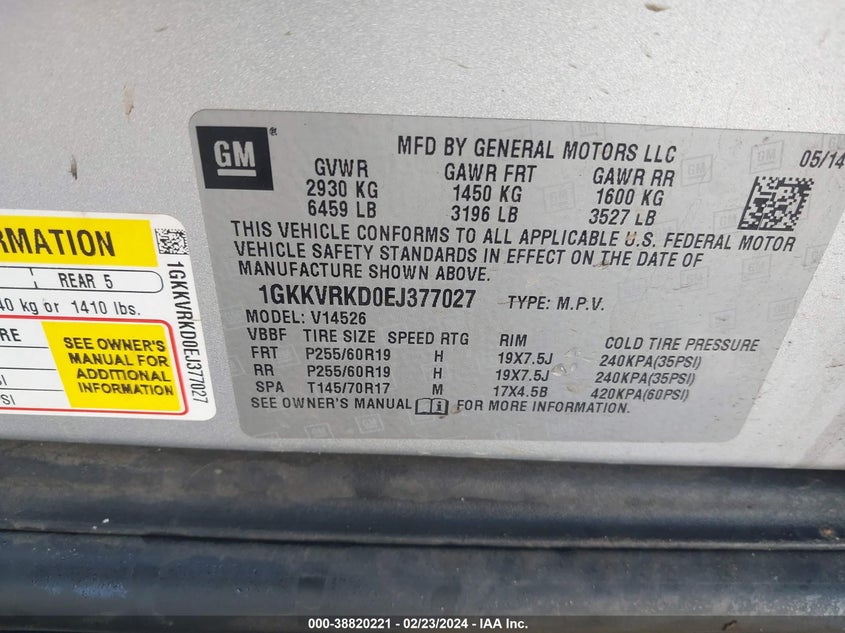 GM
MFD BY GENERAL MOTORS LLC
05/14
GVWR GAWR FRT GAWR RR
2930 KG 1450 KG 1600 KG
6459 LB 3196 LB 3527 LB
THIS VEHICLE CONFORMS TO ALL APPLICABLE U.S. FEDERAL MOTOR
VEHICLE SAFETY STANDARDS IN EFFECT ON THE DATE OF
MANUFACTURE SHOWN ABOVE.
1GKKVRKD0EJ377027 TYPE: M.P.V.
MODEL: V14526
VBBF TIRE SIZE SPEED RTG RIM COLD TIRE PRESSURE
FRT P255/60R19 H 19X7.5J 240KPA(35PSI)
RR P255/60R19 H 19X7.5J 240KPA(35PSI)
SPA T145/70R17 M 17X4.5B 420KPA(60PSI)
SEE OWNER'S MANUAL FOR MORE INFORMATION.
RMATION
REAR 5
40 kg or 1410 lbs.
RE
SEE OWNER'S
MANUAL FOR
ADDITIONAL
INFORMATION
SI
1GKKVRKD0EJ377027
000-38820221 - 02/23/2024 - IAA Inc.